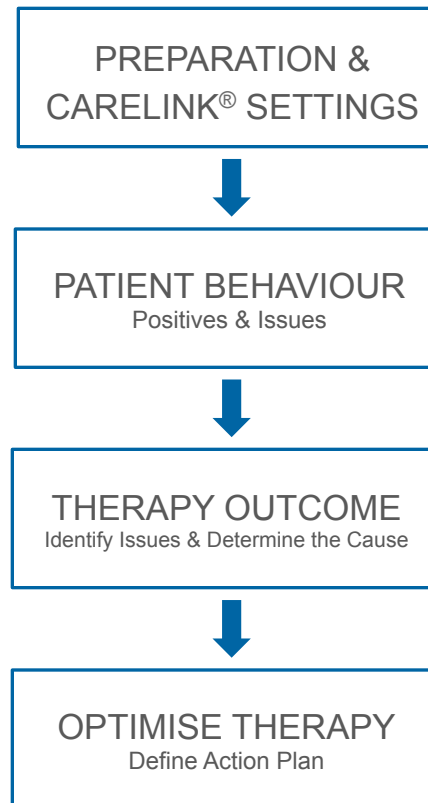 PREPARATION &
CARELINK® SETTINGS
PATIENT BEHAVIOUR
Positives & Issues
THERAPY OUTCOME
Identify Issues & Determine the Cause
OPTIMISE THERAPY
Define Action Plan